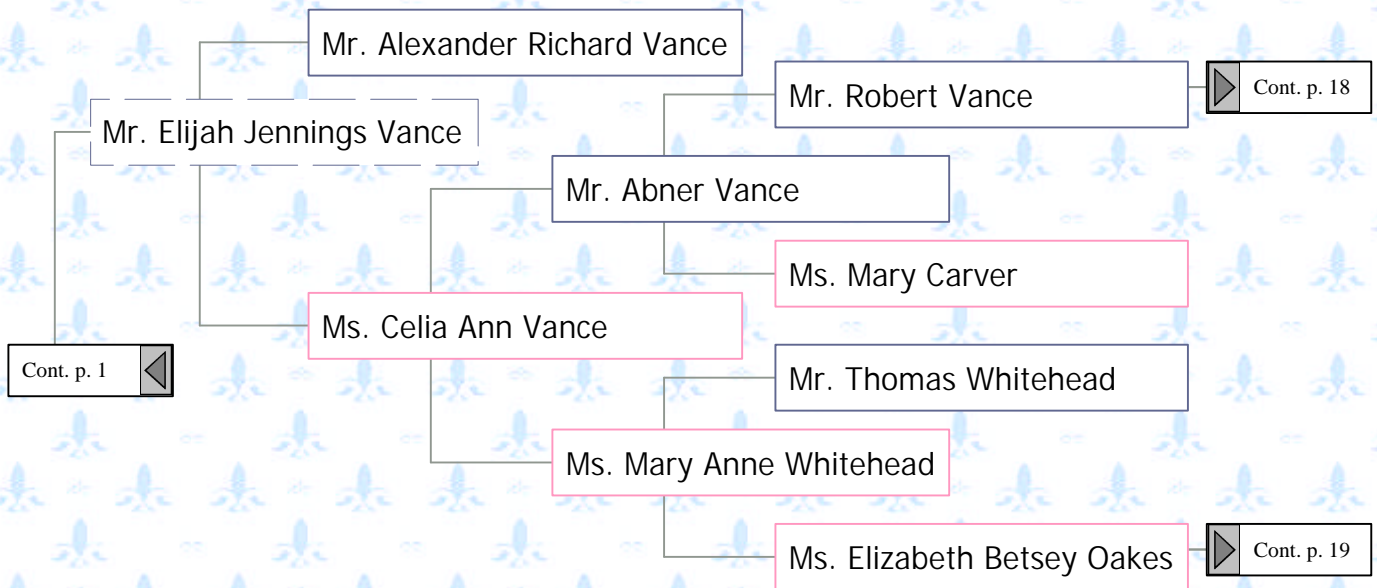 Mr. Alexander Richard Vance
Mr. Robert Vance
Cont. p. 18
Mr. Elijah Jennings Vance
Mr. Abner Vance
Ms. Mary Carver
Ms. Celia Ann Vance
Cont. p. 1
Mr. Thomas Whitehead
Ms. Mary Anne Whitehead
Ms. Elizabeth Betsey Oakes
Cont. p. 19